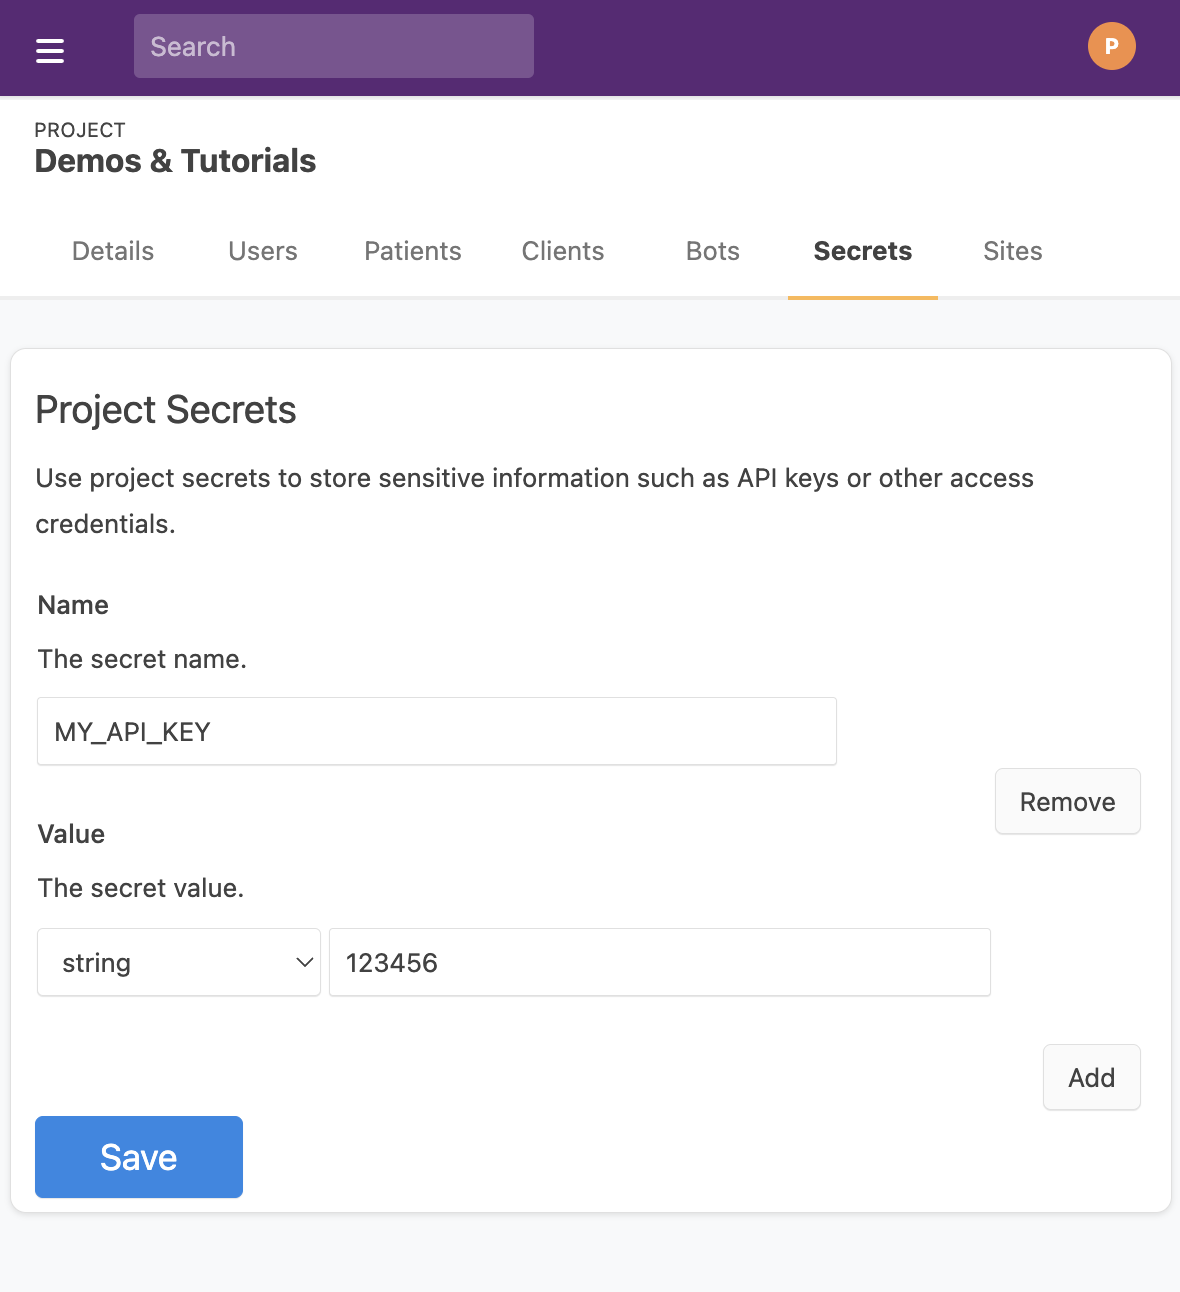 Search
P
PROJECT
Demos & Tutorials
Details Users Patients Clients Bots Secrets Sites
Project Secrets
Use project secrets to store sensitive information such as API keys or other access
credentials.
Name
The secret name.
MY_API_KEY
Remove
Value
The secret value.
string 123456
Add
Save